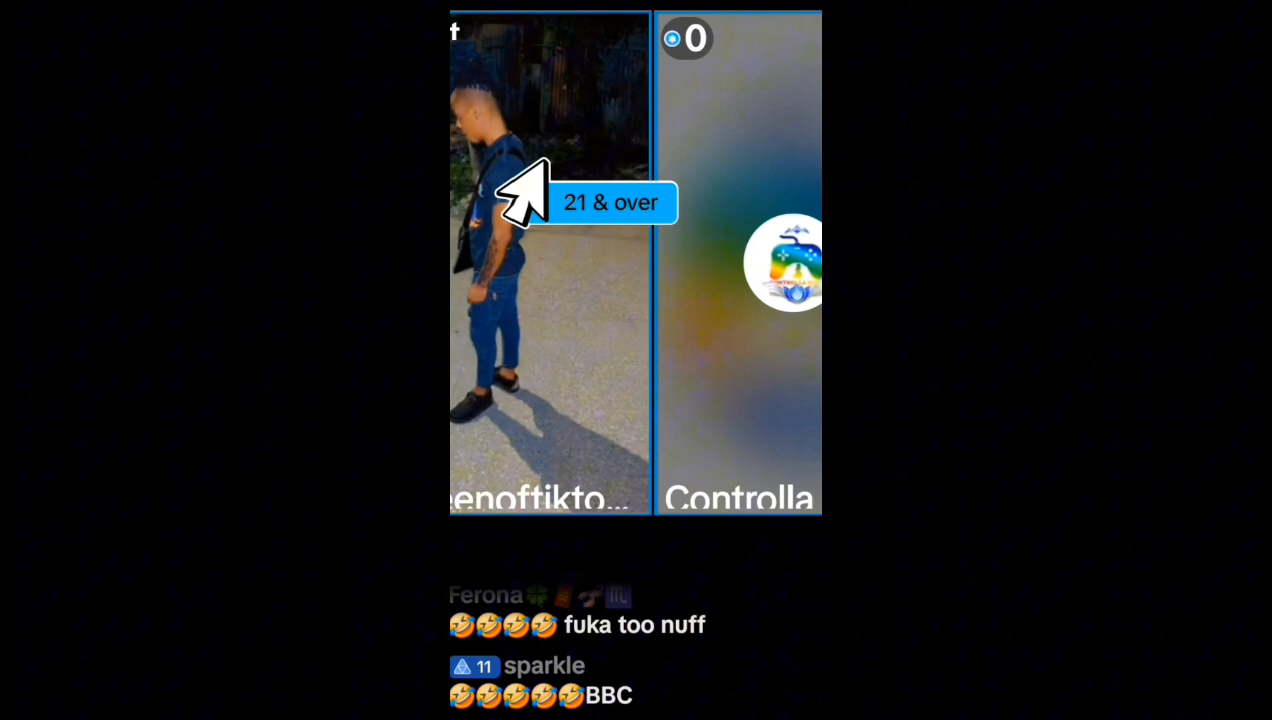 t
0
21 & over
eenoftikto...
Controlla
Ferona🍀🧧🦂♏
🤣🤣🤣🤣 fuka too nuff
11 sparkle
🤣🤣🤣🤣🤣BBC